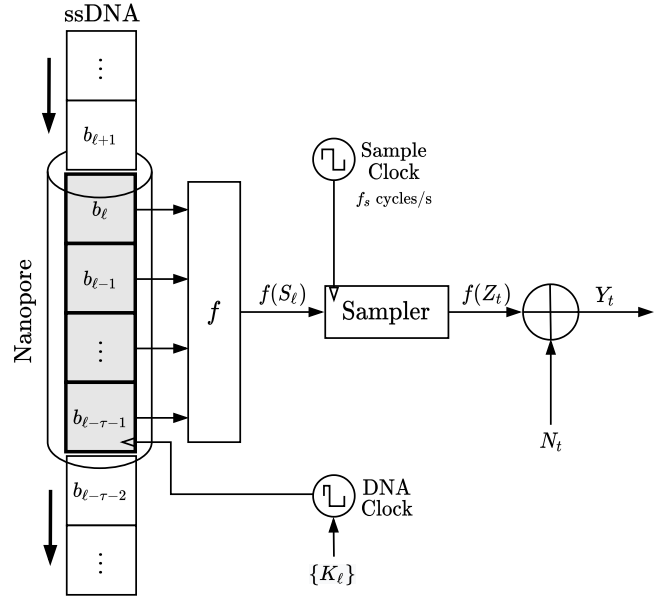 ssDNA
⋮
b_{ℓ+1}
b_ℓ
b_{ℓ-1}
⋮
b_{ℓ-τ-1}
b_{ℓ-τ-2}
⋮
Nanopore
f
f(S_ℓ)
Sample
Clock
f_s cycles/s
Sampler
f(Z_t)
Y_t
N_t
DNA
Clock
{K_ℓ}